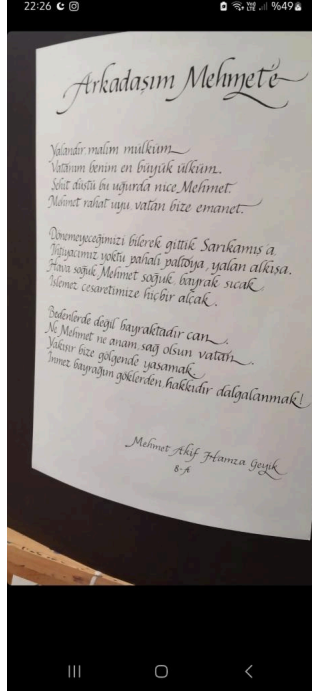 22:26
VoLTE
%49
Arkadaşım Mehmet'e
Yalandır malım mülküm
Vatanım benim en büyük ülküm.
Şehit düştü bu uğurda nice Mehmet.
Mehmet rahat uyu, vatan bize emanet.
Dönemeyeceğimizi bilerek gittik Sarıkamış'a,
İhtiyacımız yoktu pahalı paltoya, yalan alkışa.
Hava soğuk, Mehmet soğuk, bayrak sıcak
İşlemez cesaretimize hiçbir alçak.
Bedenlerde değil bayraktadır can.
Ne Mehmet ne anam, sağ olsun vatan.
Yakışır bize gölgende yaşamak
İnmez bayrağım göklerden, hakkıdır dalgalanmak!
Mehmet Akif Hamza Geyik
8-A